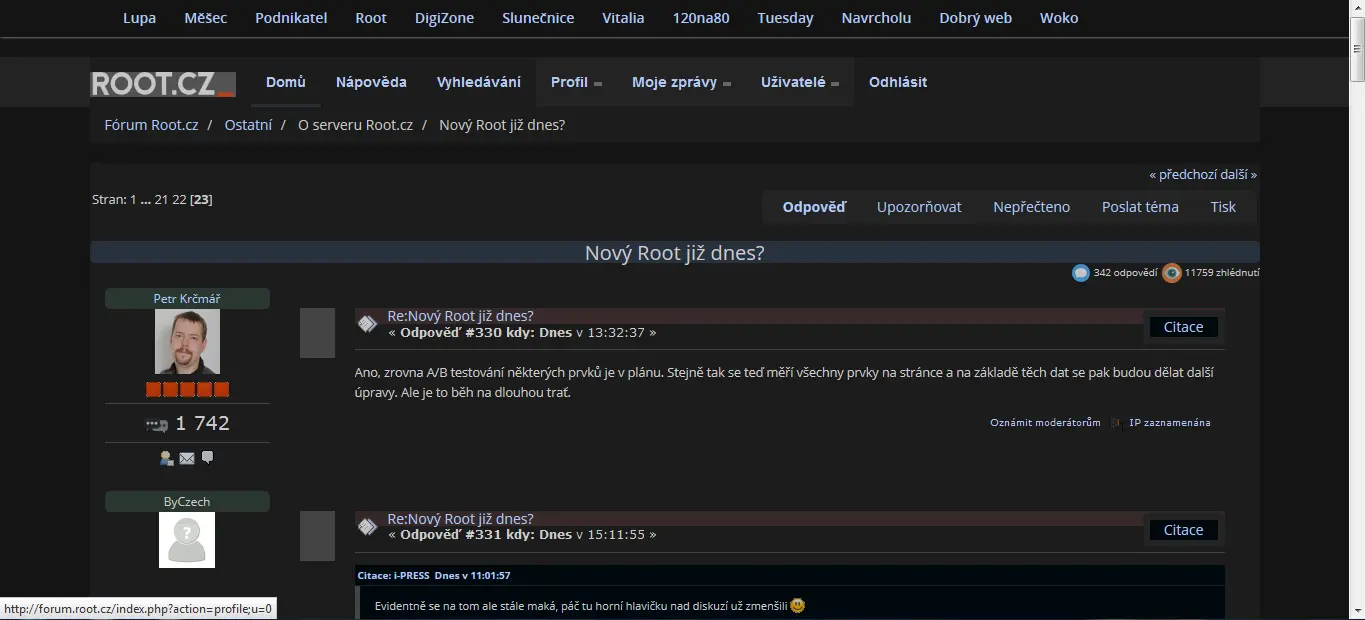 Lupa Měšec Podnikatel Root DigiZone Slunečnice Vitalia 120na80 Tuesday Navrcholu Dobrý web Woko
ROOT.CZ_ Domů Nápověda Vyhledávání Profil Moje zprávy Uživatelé Odhlásit
Fórum Root.cz / Ostatní / O serveru Root.cz / Nový Root již dnes?
« předchozí další »
Stran: 1 ... 21 22 [23]
Odpověď Upozorňovat Nepřečteno Poslat téma Tisk
Nový Root již dnes?
342 odpovědí 11759 zhlédnutí
Petr Krčmář
1 742
Re:Nový Root již dnes?
« Odpověď #330 kdy: Dnes v 13:32:37 »
Citace
Ano, zrovna A/B testování některých prvků je v plánu. Stejně tak se teď měří všechny prvky na stránce a na základě těch dat se pak budou dělat další
úpravy. Ale je to běh na dlouhou trať.
Oznámit moderátorům IP zaznamenána
ByCzech
Re:Nový Root již dnes?
« Odpověď #331 kdy: Dnes v 15:11:55 »
Citace
Citace: i-PRESS Dnes v 11:01:57
Evidentně se na tom ale stále maká, páč tu horní hlavičku nad diskuzí už zmenšili
http://forum.root.cz/index.php?action=profile;u=0